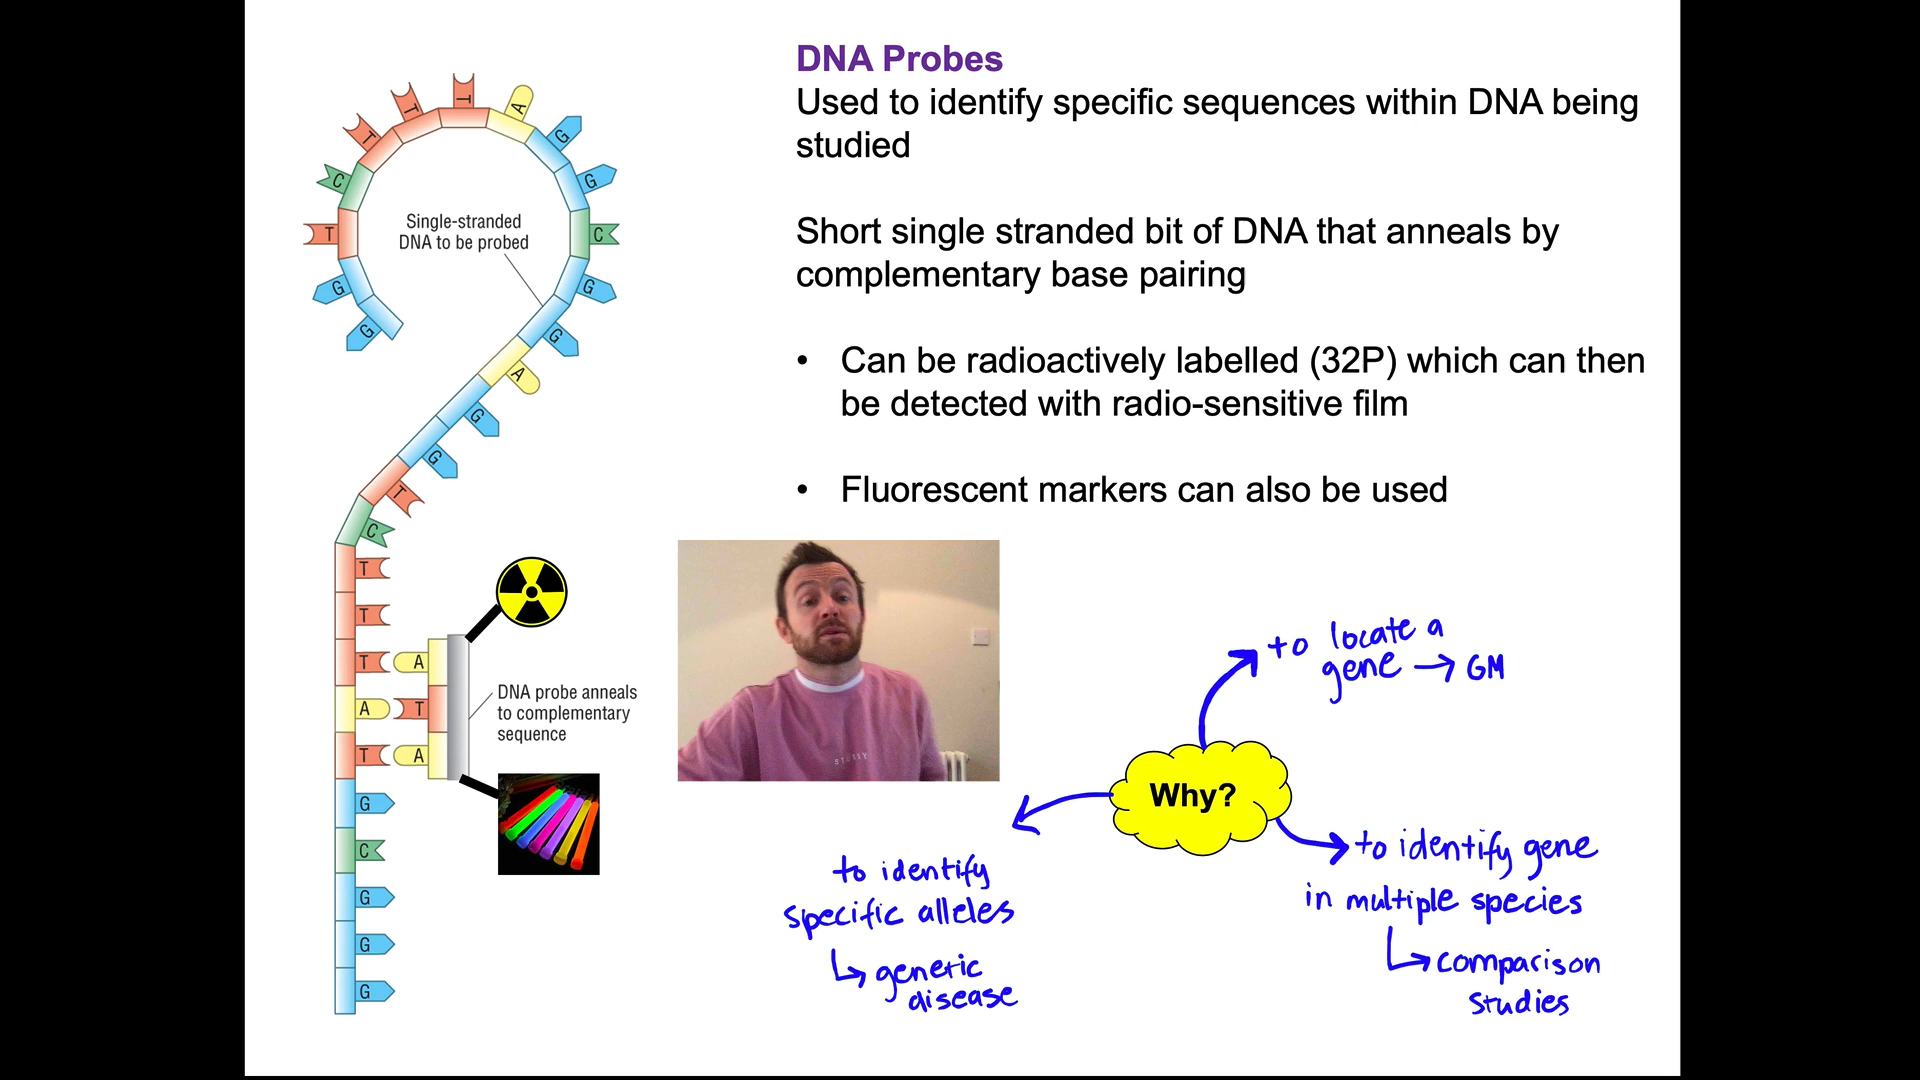 DNA Probes
Used to identify specific sequences within DNA being
studied
Short single stranded bit of DNA that anneals by
complementary base pairing
• Can be radioactively labelled (32P) which can then
be detected with radio-sensitive film
• Fluorescent markers can also be used
T
T
T
A
G
G
C
G
G
A
G
G
T
C
C
T
G
G
Single-stranded
DNA to be probed
T
T
T A
A T
T A
G
C
G
G
G
DNA probe anneals
to complementary
sequence
STUSSY
Why?
to locate a
gene → GM
to identify
specific alleles
genetic
disease
to identify gene
in multiple species
comparison
studies